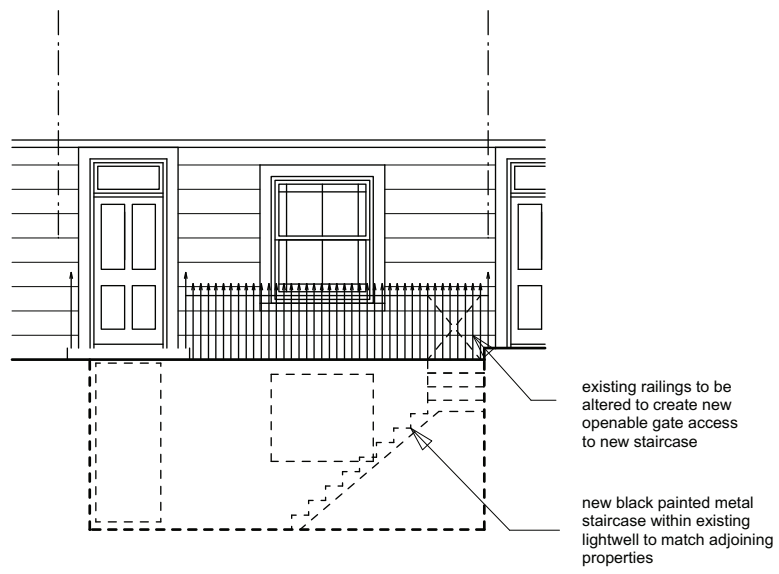 existing railings to be
altered to create new
openable gate access
to new staircase
new black painted metal
staircase within existing
lightwell to match adjoining
properties